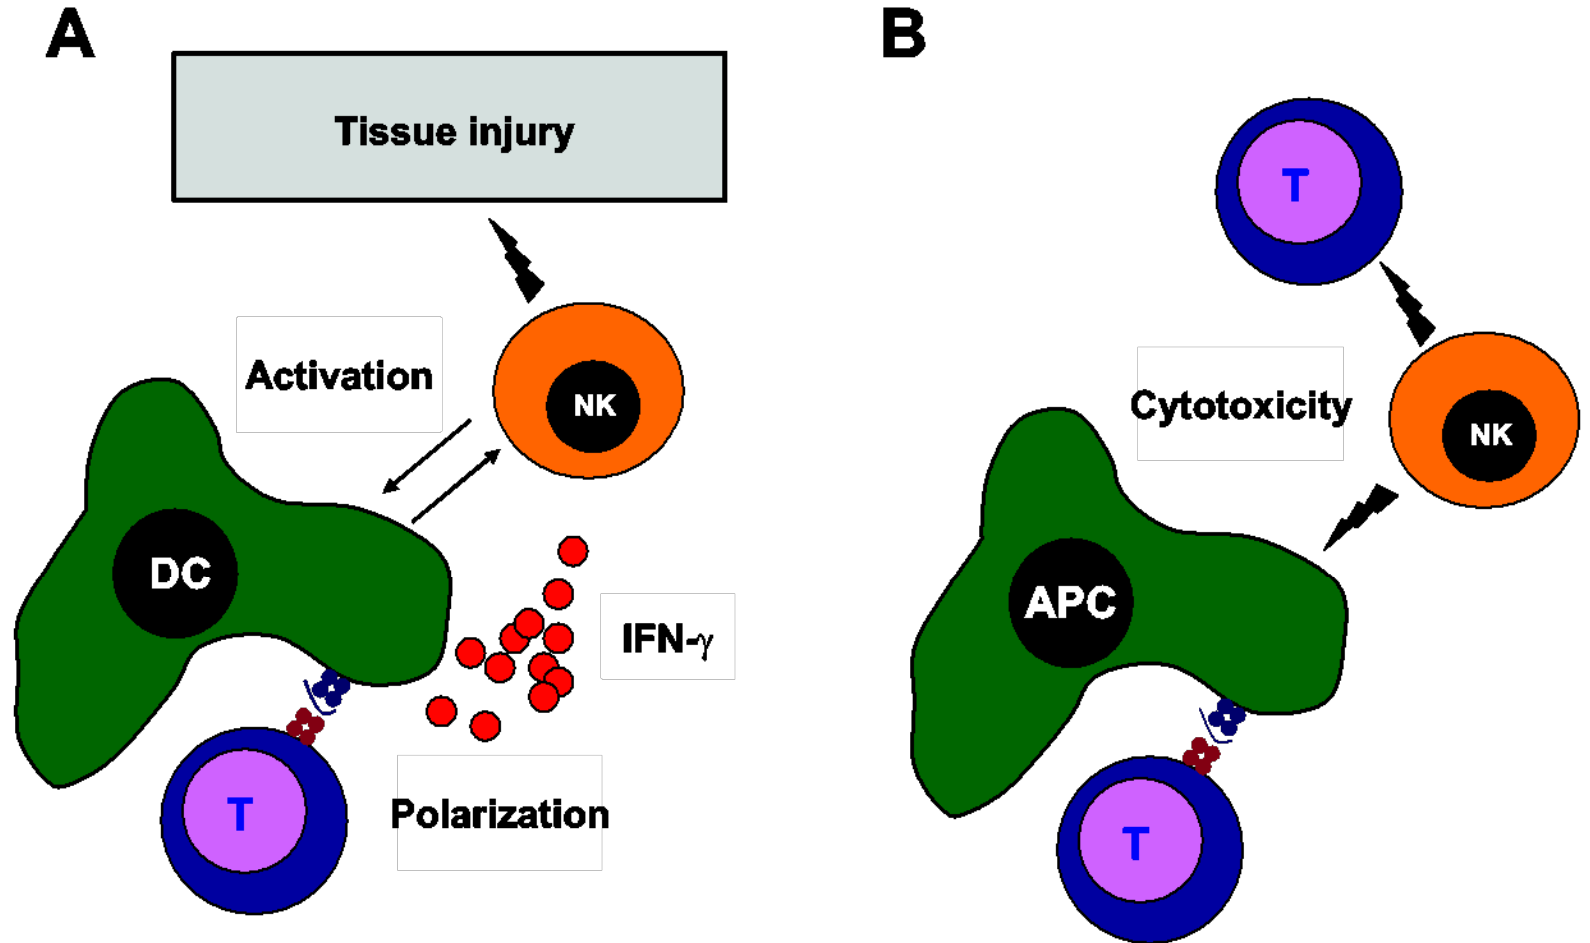 A
Tissue injury
Activation
NK
DC
IFN-γ
T
Polarization
B
T
Cytotoxicity
NK
APC
T